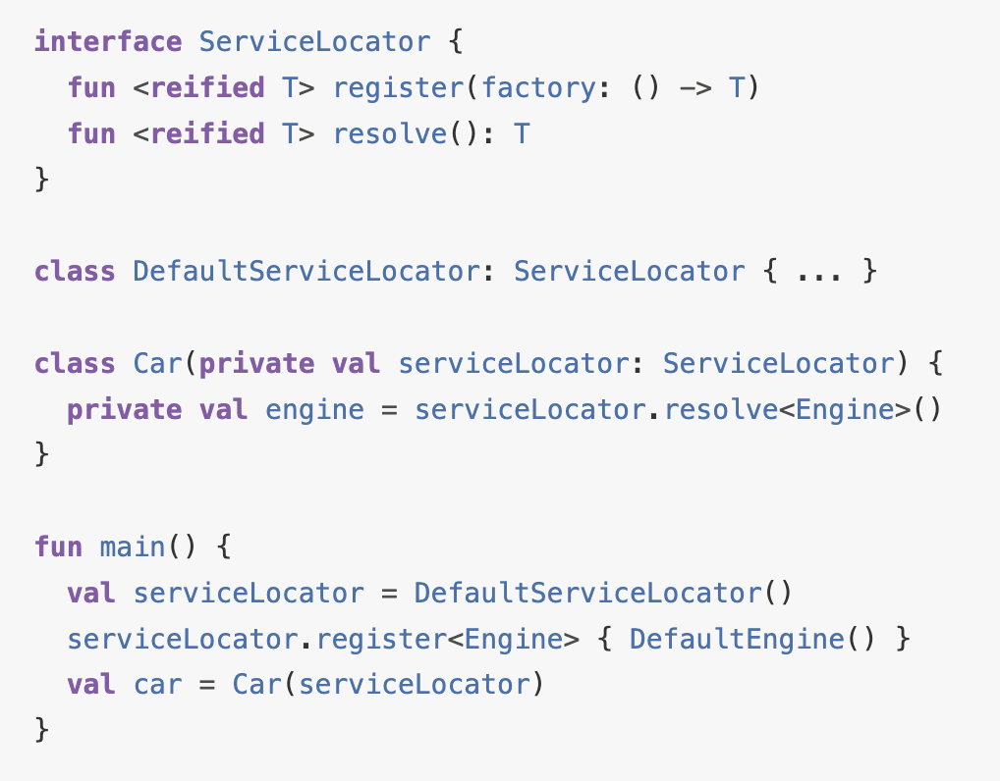 interface ServiceLocator {
  fun <reified T> register(factory: () -> T)
  fun <reified T> resolve(): T
}

class DefaultServiceLocator: ServiceLocator { ... }

class Car(private val serviceLocator: ServiceLocator) {
  private val engine = serviceLocator.resolve<Engine>()
}

fun main() {
  val serviceLocator = DefaultServiceLocator()
  serviceLocator.register<Engine> { DefaultEngine() }
  val car = Car(serviceLocator)
}